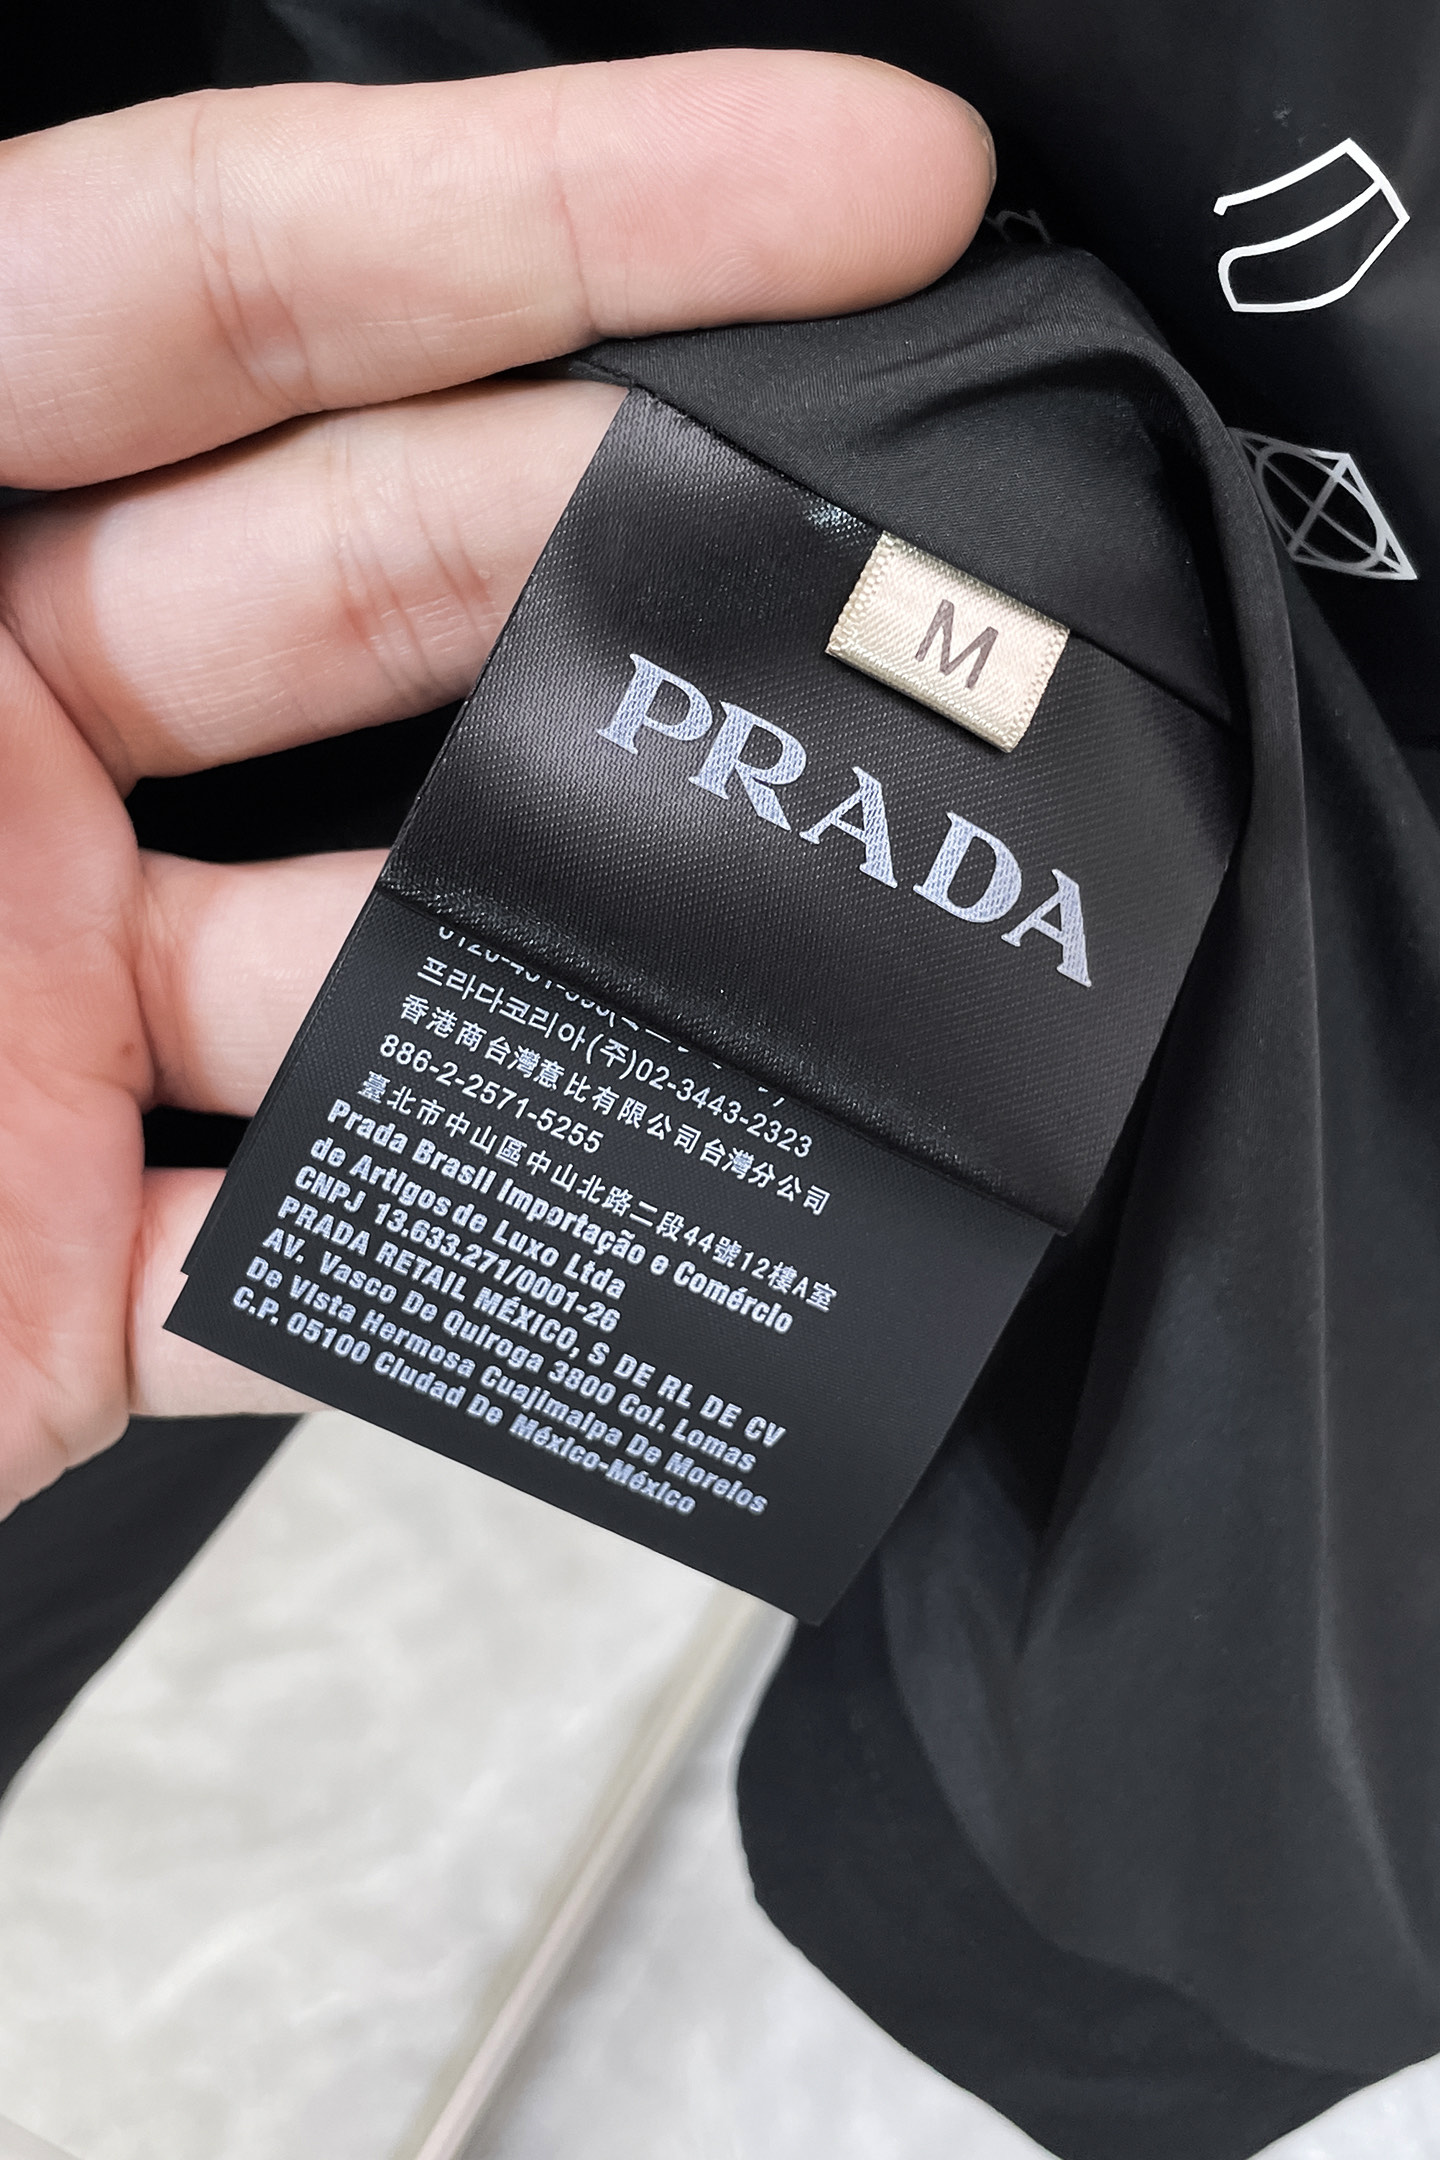 M
PRADA
프라다코리아(주)02-3443-2323
香港商台灣意比有限公司台灣分公司
886-2-2571-5255
臺北市中山區中山北路二段44號12樓A室
Prada Brasil Importação e Comércio
de Artigos de Luxo Ltda
CNPJ 13.633.271/0001-26
PRADA RETAIL MÉXICO, S DE RL DE CV
AV. Vasco De Quiroga 3800 Col. Lomas
De Vista Hermosa Cuajimalpa De Morelos
C.P. 05100 Ciudad De México-México